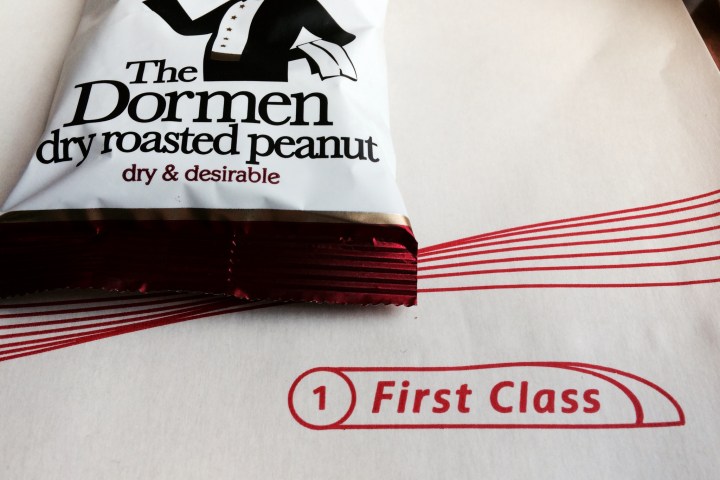 The
Dormen
dry roasted peanut
dry & desirable
1 First Class